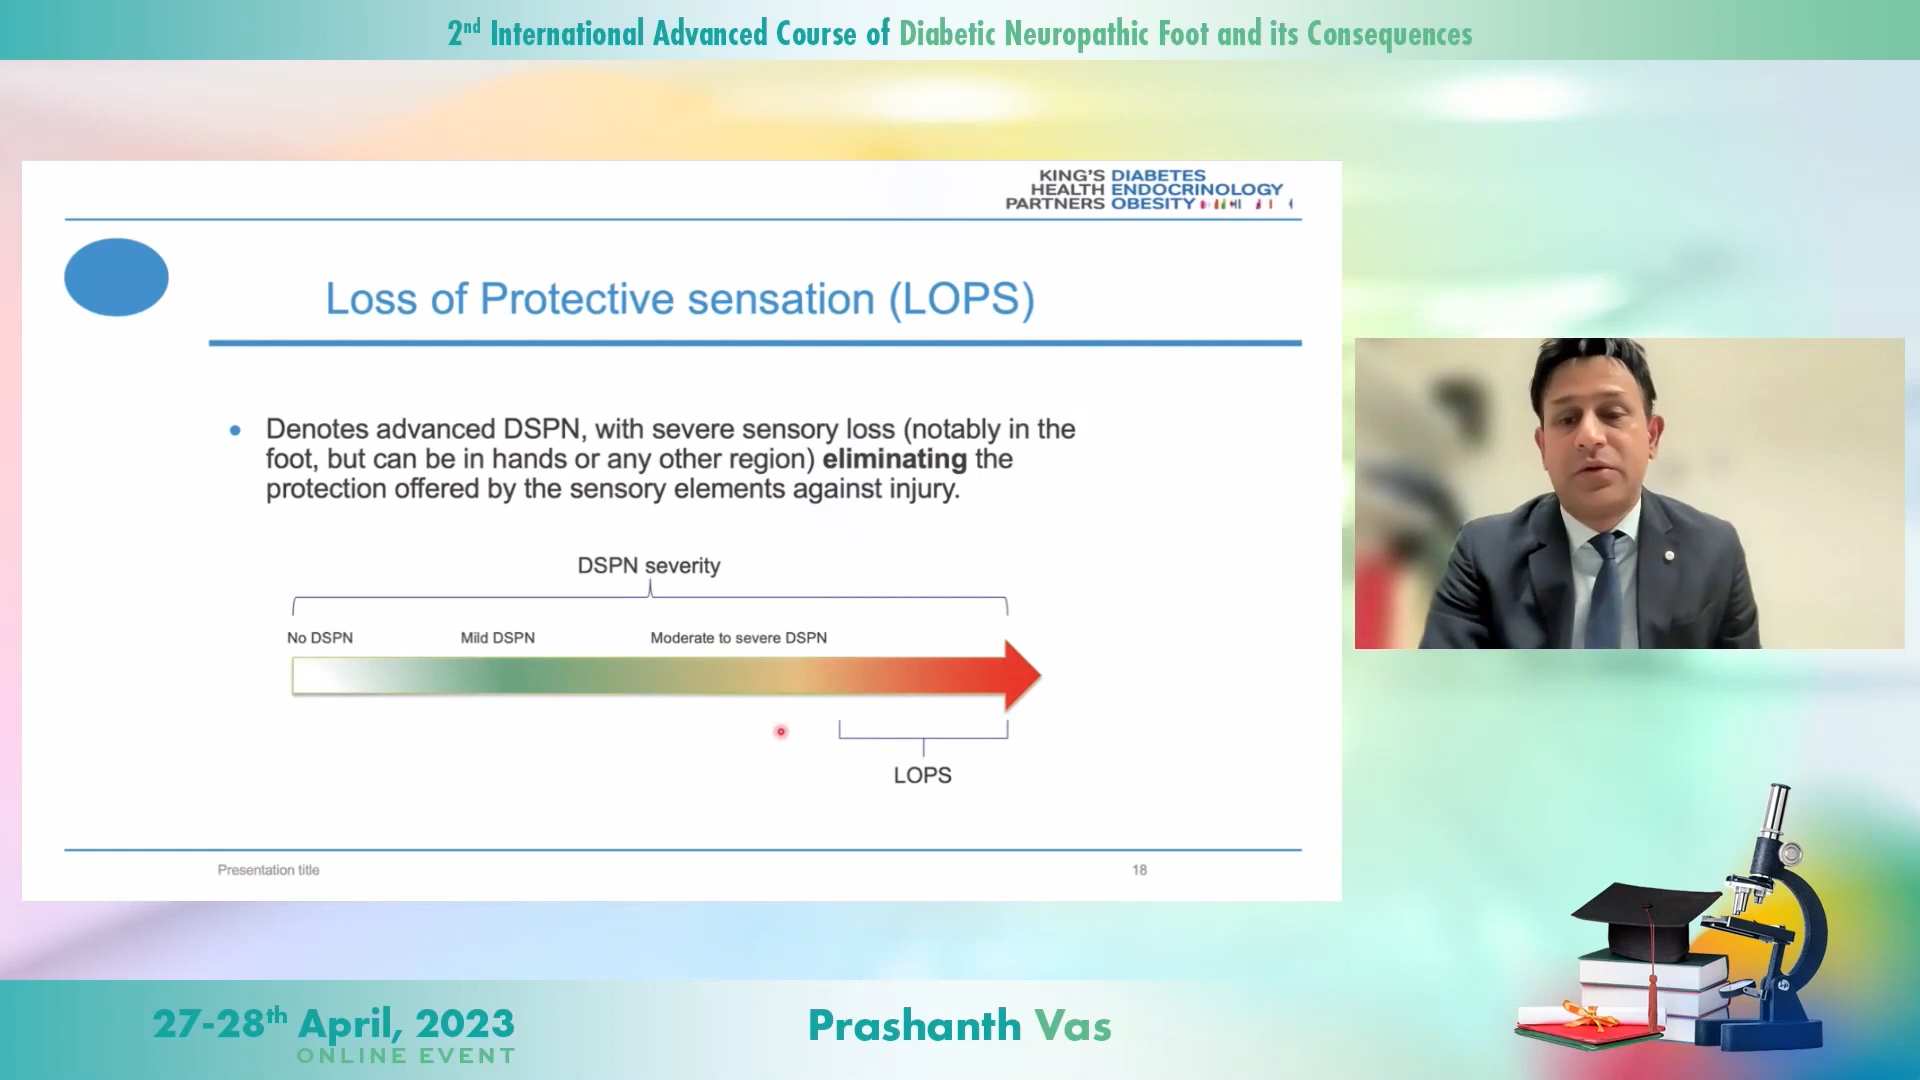 2nd International Advanced Course of Diabetic Neuropathic Foot and its Consequences
KING'S DIABETES
HEALTH ENDOCRINOLOGY
PARTNERS OBESITY
Loss of Protective sensation (LOPS)
• Denotes advanced DSPN, with severe sensory loss (notably in the
foot, but can be in hands or any other region) eliminating the
protection offered by the sensory elements against injury.
DSPN severity
No DSPN Mild DSPN Moderate to severe DSPN
LOPS
Presentation title 18
27-28th April, 2023
ONLINE EVENT
Prashanth Vas